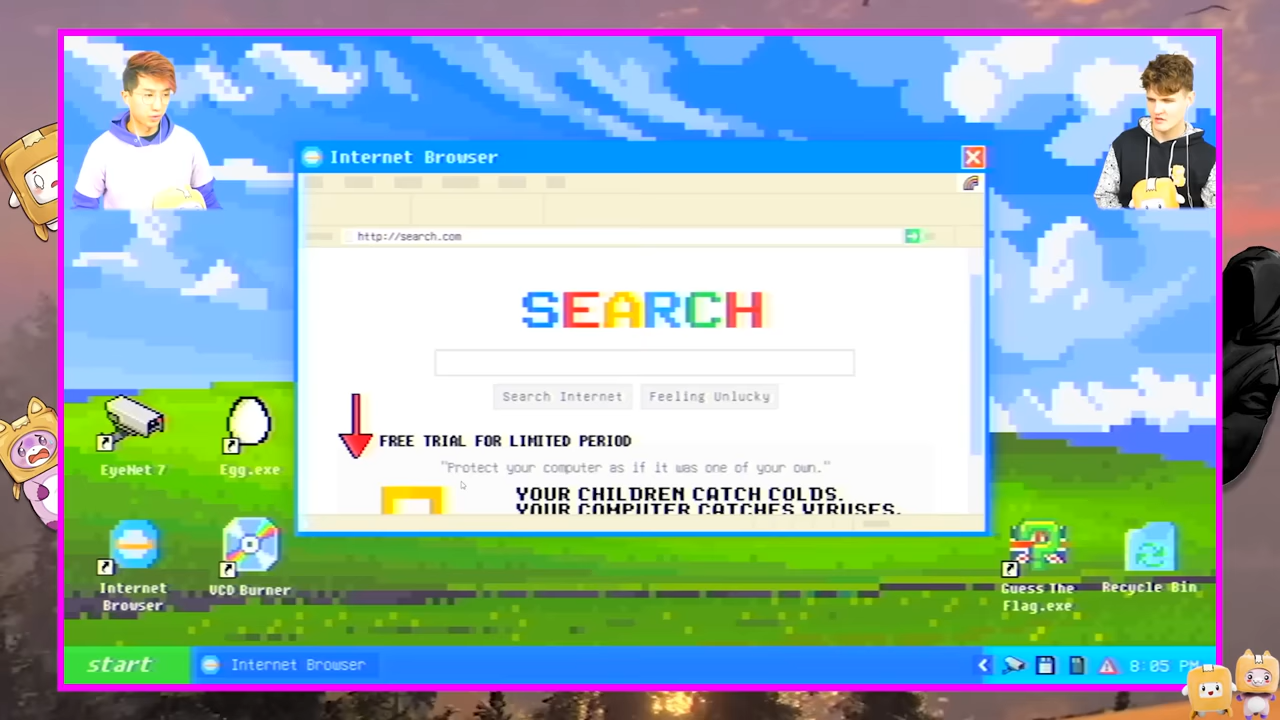 Internet Browser
http://search.com
SEARCH
Search Internet
Feeling Unlucky
FREE TRIAL FOR LIMITED PERIOD
"Protect your computer as if it was one of your own."
YOUR CHILDREN CATCH COLDS.
YOUR COMPUTER CATCHES VIRUSES.
EyeNet 7
Egg.exe
Internet
Browser
VCD Burner
Guess The
Flag.exe
Recycle Bin
start
Internet Browser
8:05 PM